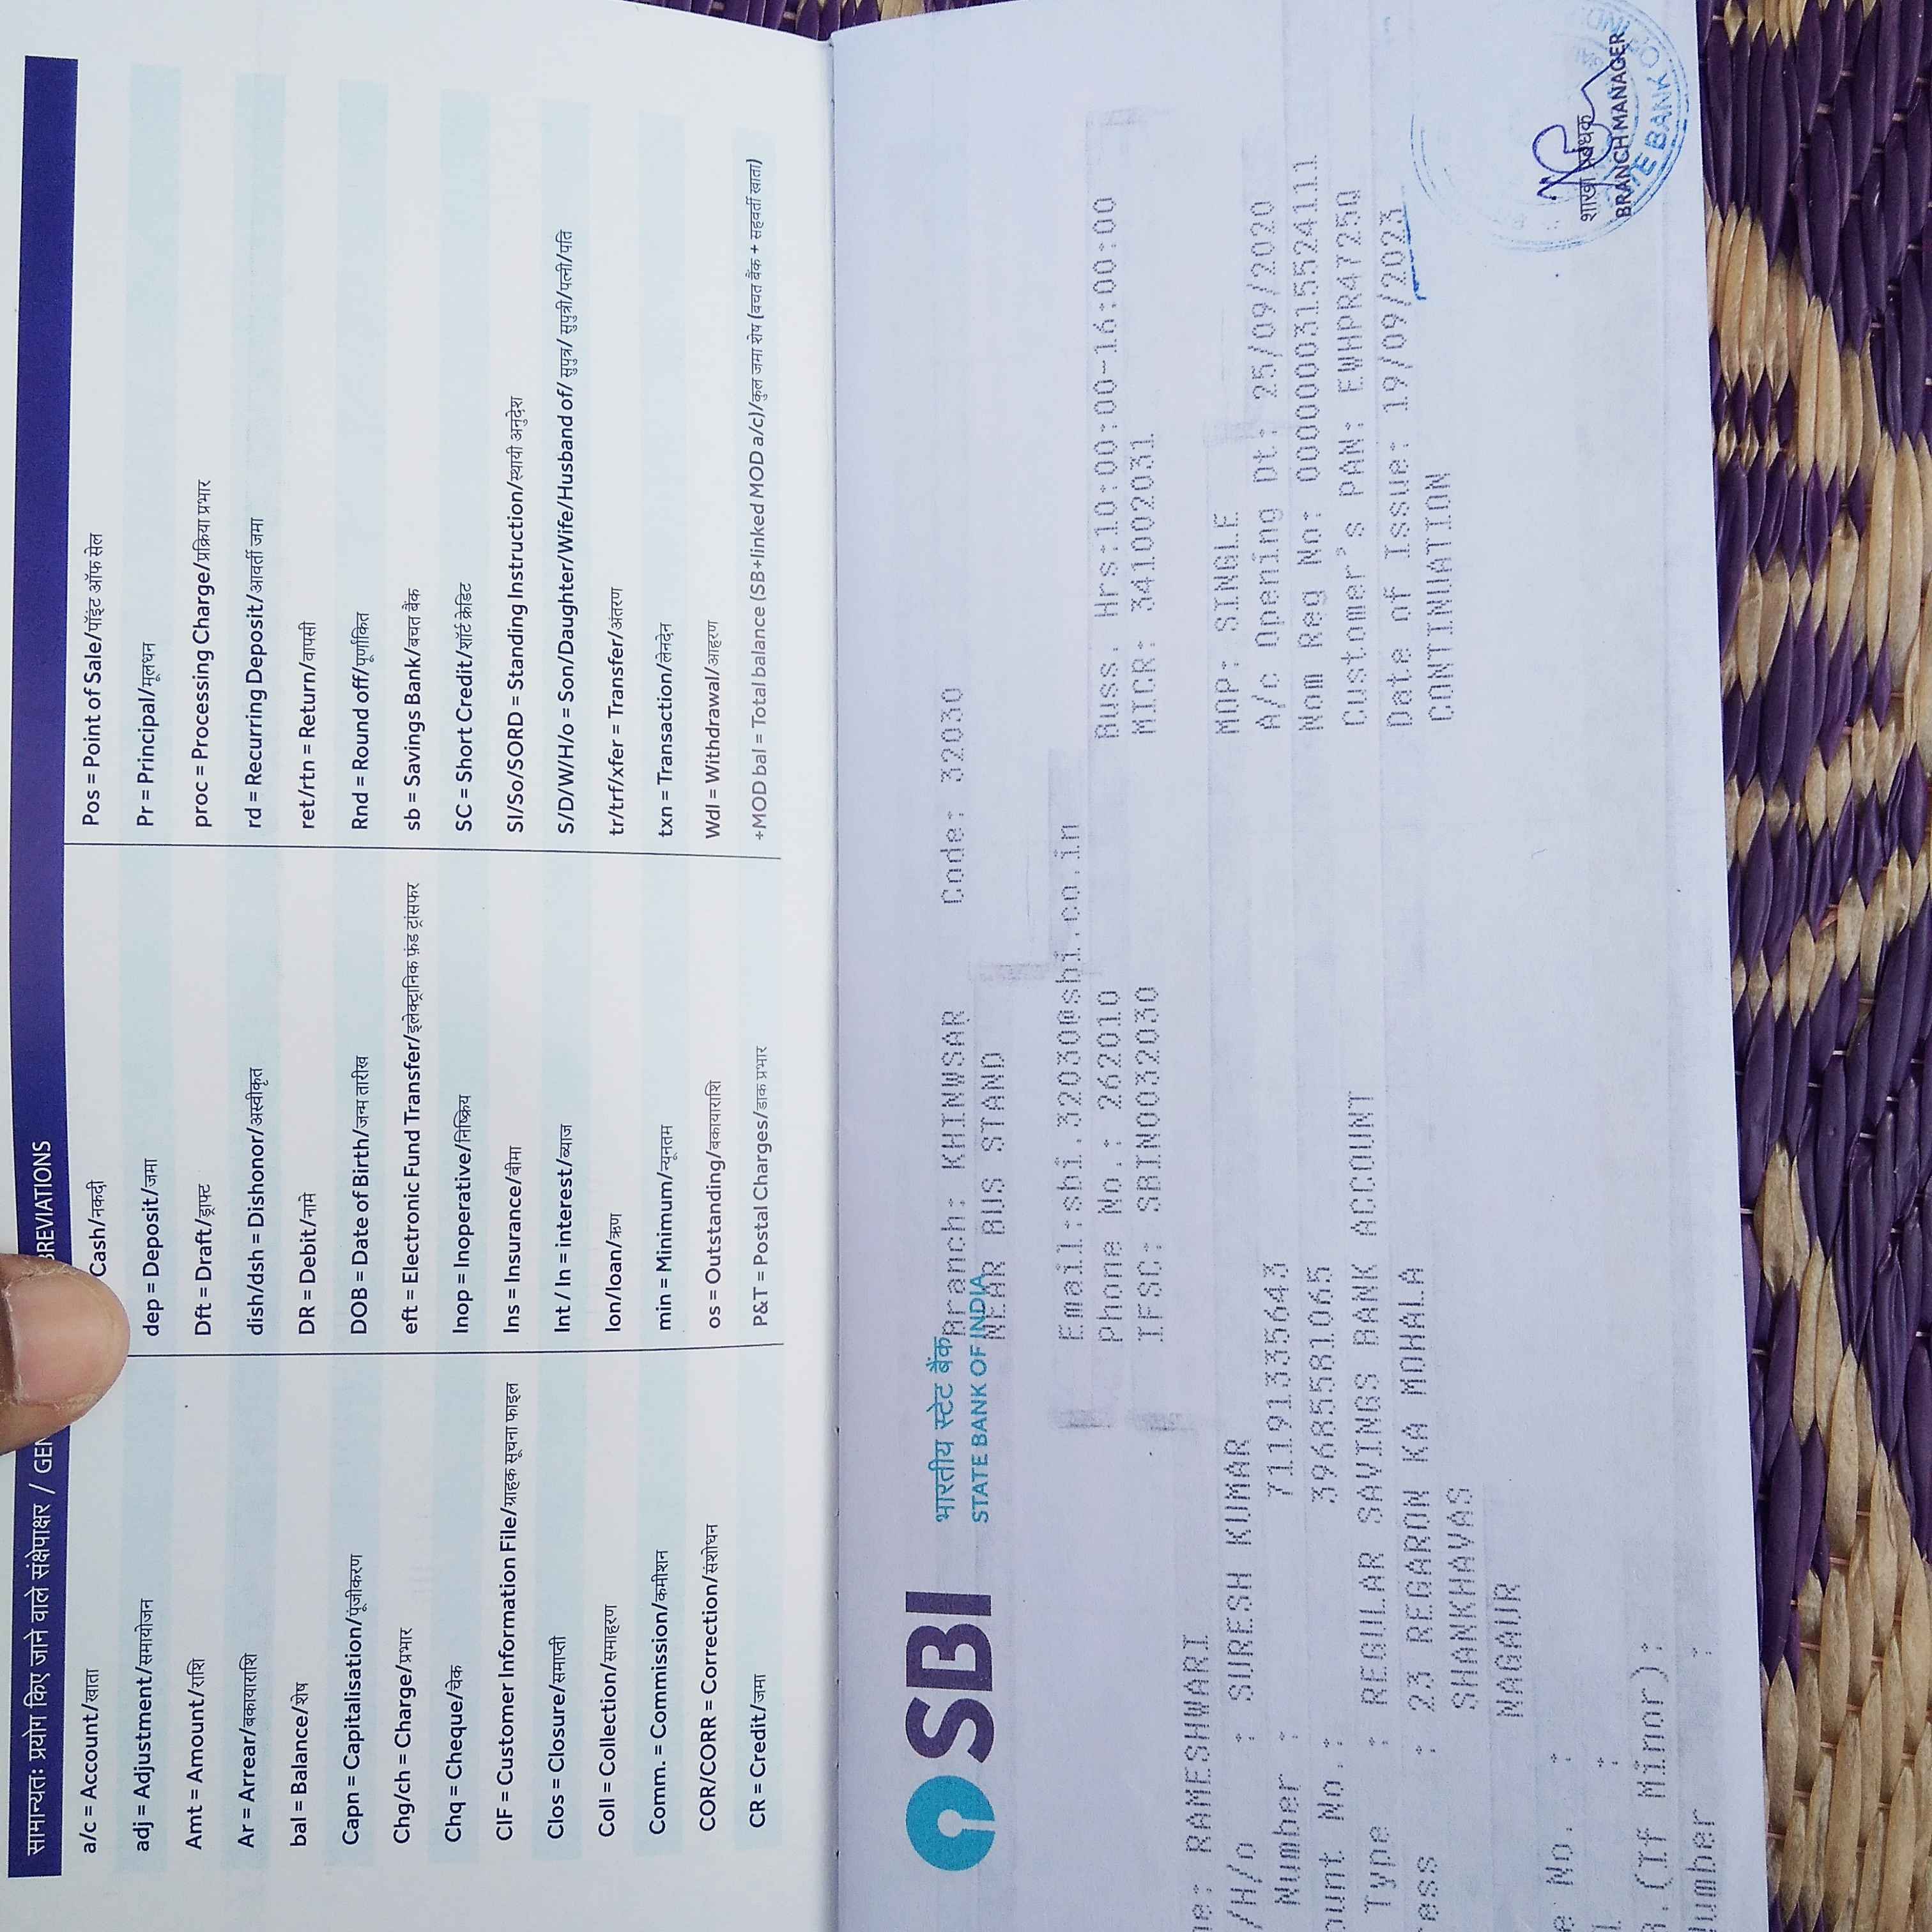 सामान्यतः प्रयोग किए जाने वाले संक्षेपाक्षर / GEN BREVIATIONS
a/c = Account/खाता
adj = Adjustment/समायोजन
Amt = Amount/राशि
Ar = Arrear/बकायाराशि
bal = Balance/शेष
Capn = Capitalisation/पूंजीकरण
Chg/ch = Charge/प्रभार
Chq = Cheque/चेक
CIF = Customer Information File/ग्राहक सूचना फाइल
Clos = Closure/समाप्ती
Coll = Collection/समाहरण
Comm. = Commission/कमीशन
COR/CORR = Correction/संशोधन
CR = Credit/जमा
Cash/नकदी
dep = Deposit/जमा
Dft = Draft/ड्राफ्ट
dish/dsh = Dishonor/अस्वीकृत
DR = Debit/नामे
DOB = Date of Birth/जन्म तारीख
eft = Electronic Fund Transfer/इलेक्ट्रानिक फ़ंड ट्रांसफर
Inop = Inoperative/निष्क्रिय
Ins = Insurance/बीमा
Int / In = interest/ब्याज
lon/loan/ऋण
min = Minimum/न्यूनतम
os = Outstanding/बकायाराशि
P&T = Postal Charges/डाक प्रभार
Pos = Point of Sale/पॉइंट ऑफ सेल
Pr = Principal/मूलधन
proc = Processing Charge/प्रक्रिया प्रभार
rd = Recurring Deposit/आवर्ती जमा
ret/rtn = Return/वापसी
Rnd = Round off/पूर्णांकित
sb = Savings Bank/बचत बैंक
SC = Short Credit/शॉर्ट क्रेडिट
SI/So/SORD = Standing Instruction/स्थायी अनुदेश
S/D/W/H/o = Son/Daughter/Wife/Husband of/ सुपुत्र/ सुपुत्री/पत्नी/पति
tr/trf/xfer = Transfer/अंतरण
txn = Transaction/लेनदेन
Wdl = Withdrawal/आहरण
+MOD bal = Total balance (SB+linked MOD a/c)/कुल जमा शेष (बचत बैंक + सहवर्ती खाता)
SBI
भारतीय स्टेट बैंक
STATE BANK OF INDIA
Branch: KHINWSAR Code: 32030
NEAR BUS STAND
Email:sbi.32030@sbi.co.in
Phone No.: 262010 Buss. Hrs:10:00:00-16:00:00
IFSC: SBIN0032030 MICR: 341002031
me: RAMESHWARI
/H/o : SURESH KUMAR MOP: SINGLE
Number : 71191335643 A/c Opening Dt: 25/09/2020
ount No.: 39685581065 Nom Reg No: 0000003155524111
Type : REGULAR SAVINGS BANK ACCOUNT Customer's PAN: EWHPR4725Q
ess : 23 REGARON KA MOHALA Date of Issue: 19/09/2023
SHANKHAVAS CONTINUATION
NAGAUR
e No. :
.(If Minor):
umber :
शाखा प्रबंधक
BRANCH MANAGER
E BANK O